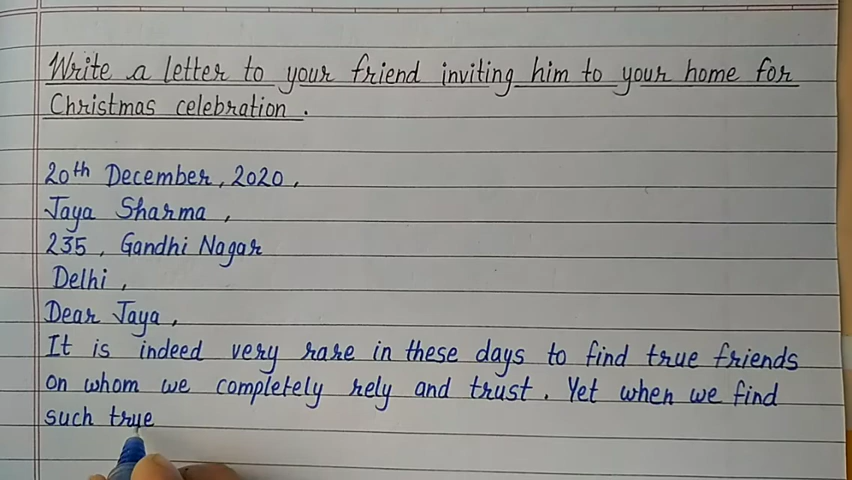 Write a letter to your friend inviting him to your home for
Christmas celebration .
20th December, 2020,
Jaya Sharma ,
235 , Gandhi Nagar
Delhi ,
Dear Jaya ,
It is indeed very rare in these days to find true friends
on whom we completely rely and trust . Yet when we find
such true